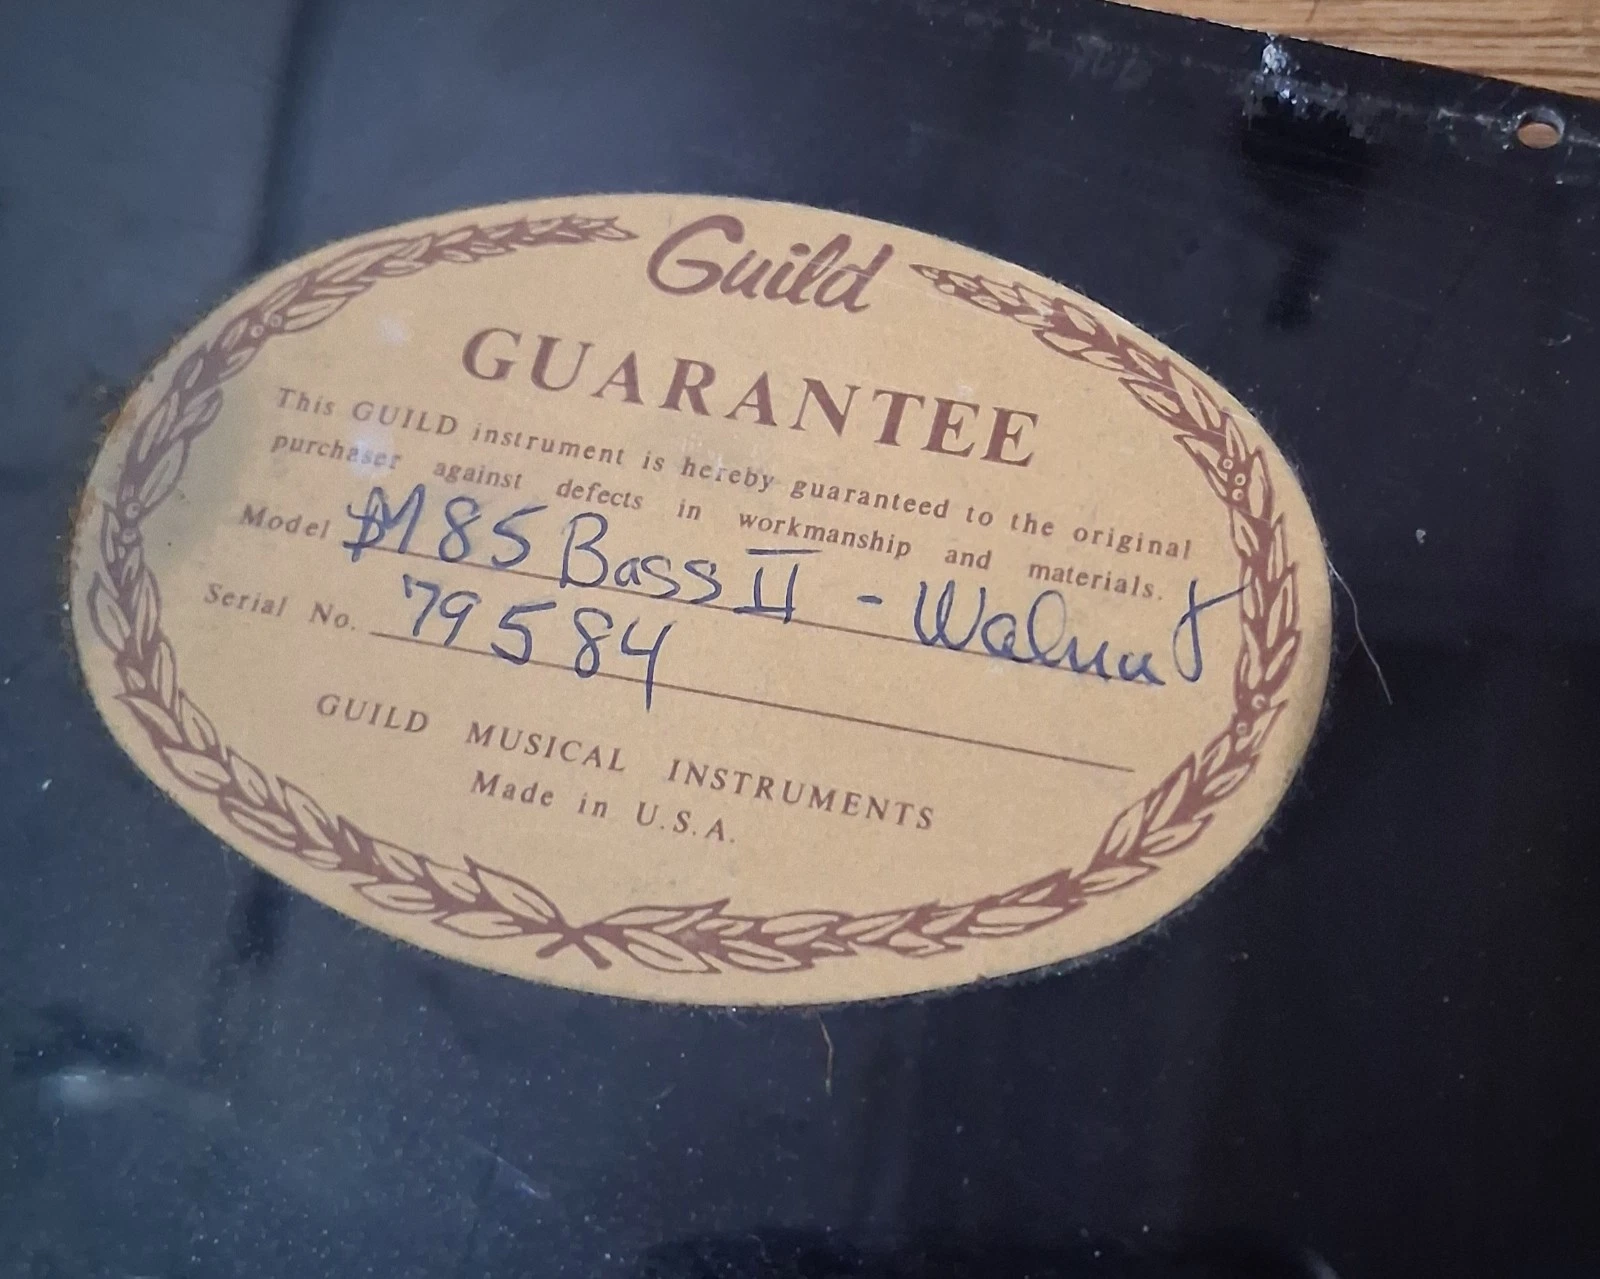 Guild
GUARANTEE
This GUILD instrument is hereby guaranteed to the original
purchaser against defects in workmanship and materials.
Model M85 Bass II - Walnut
Serial No. 79584
GUILD MUSICAL INSTRUMENTS
Made in U.S.A.